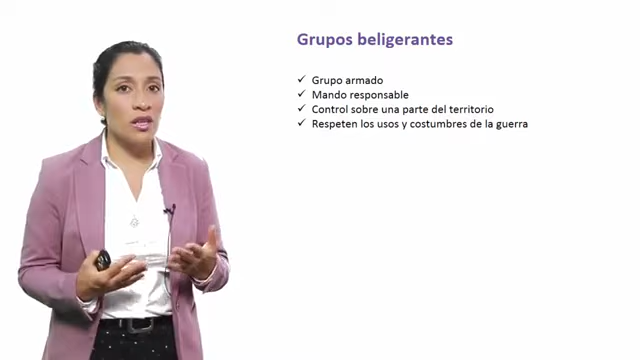 Grupos beligerantes
✓ Grupo armado
✓ Mando responsable
✓ Control sobre una parte del territorio
✓ Respeten los usos y costumbres de la guerra